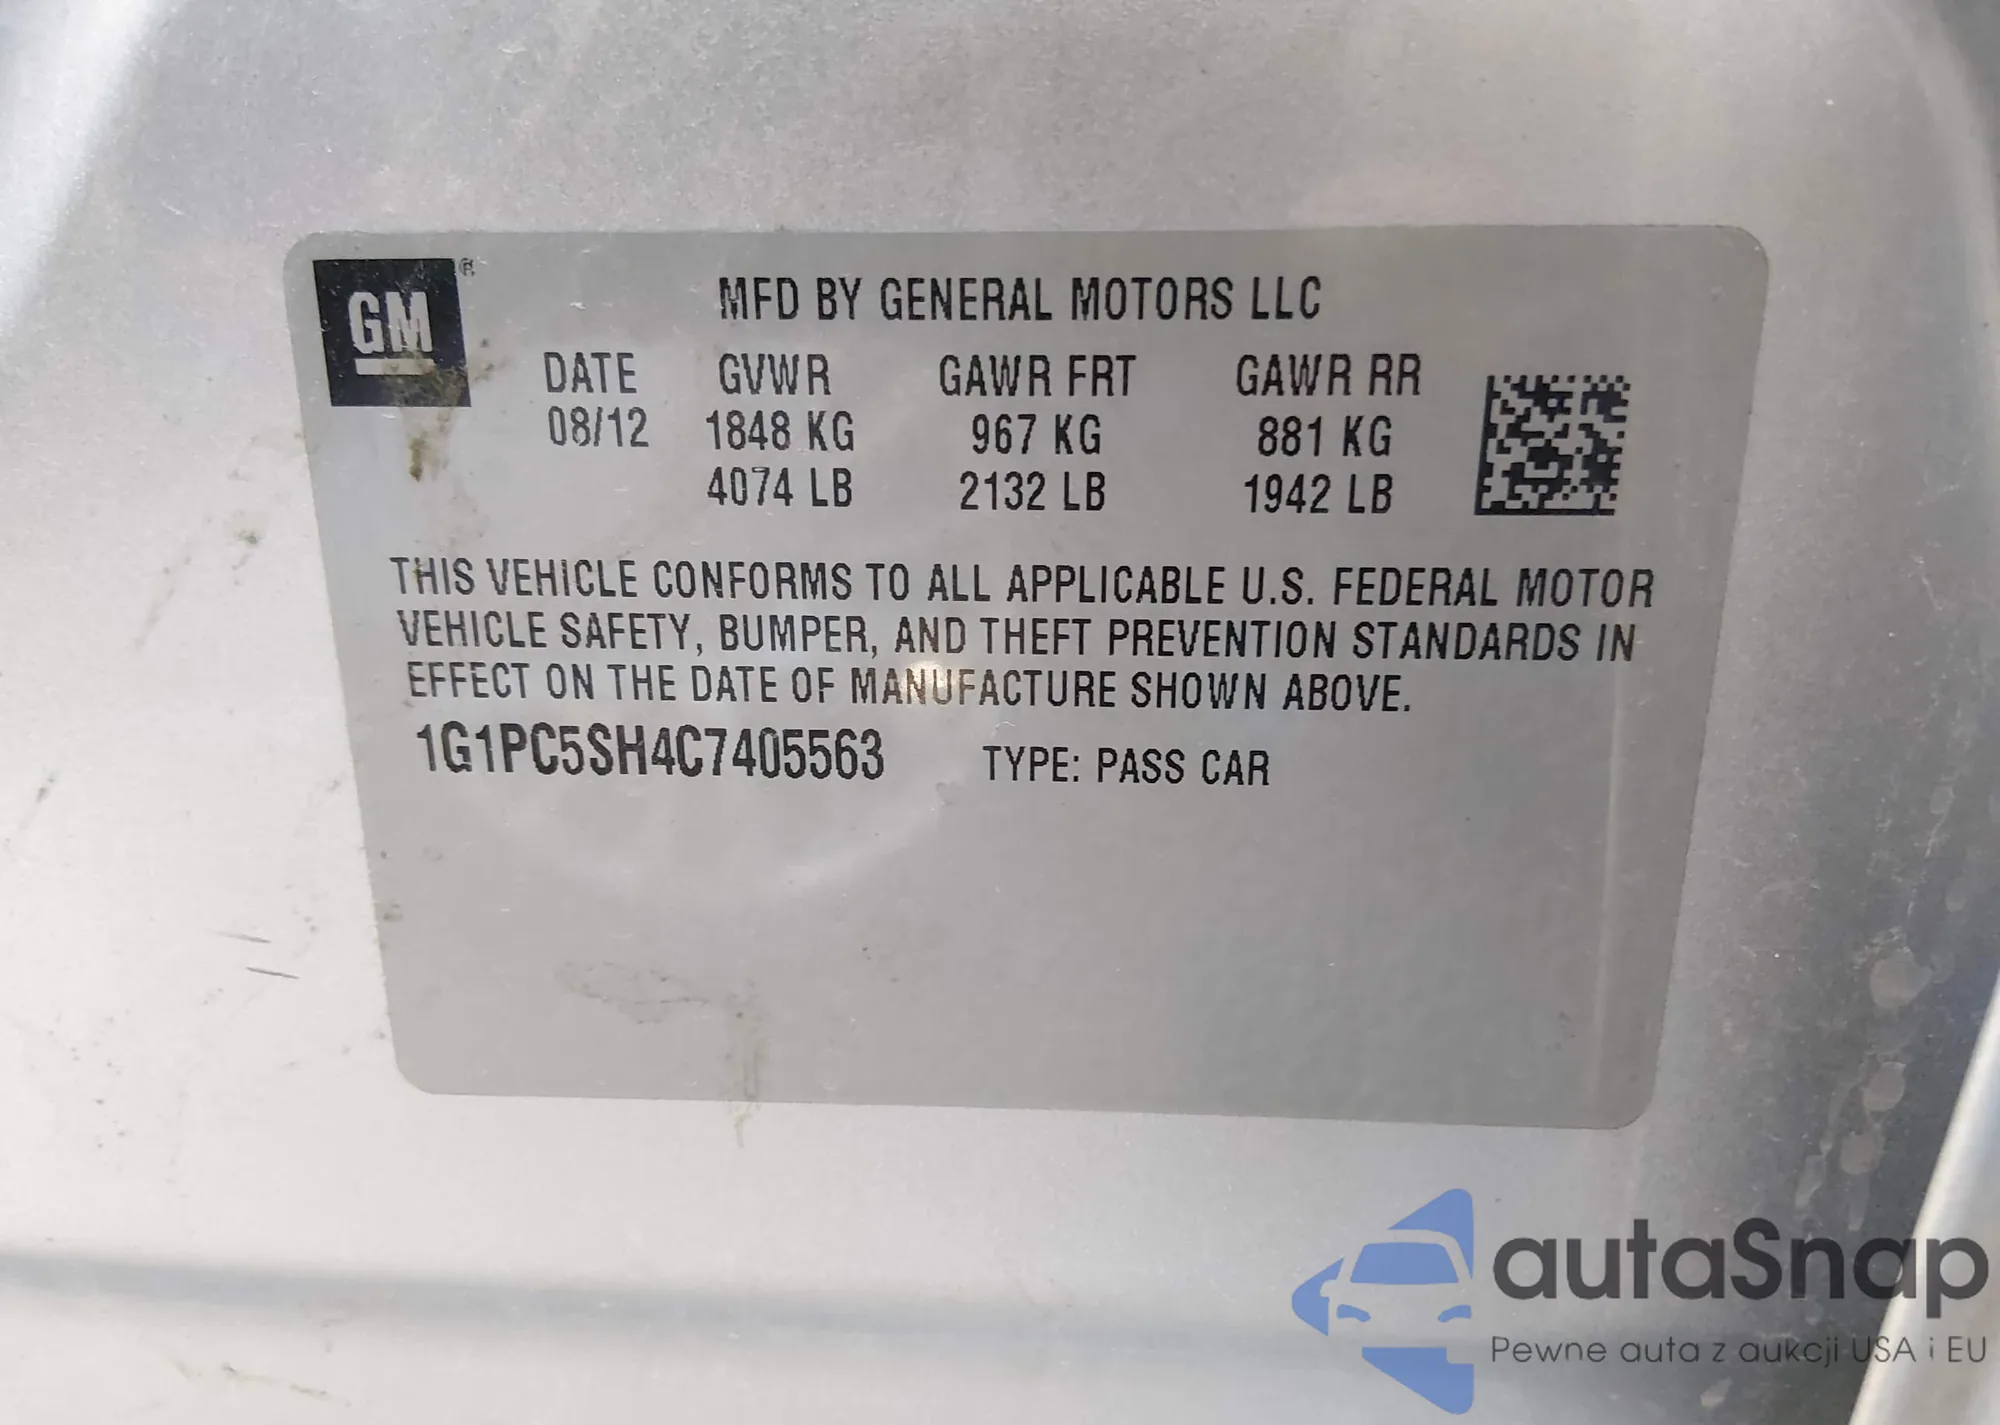 GM ®
MFD BY GENERAL MOTORS LLC
DATE GVWR GAWR FRT GAWR RR
08/12 1848 KG 967 KG 881 KG
4074 LB 2132 LB 1942 LB
THIS VEHICLE CONFORMS TO ALL APPLICABLE U.S. FEDERAL MOTOR
VEHICLE SAFETY, BUMPER, AND THEFT PREVENTION STANDARDS IN
EFFECT ON THE DATE OF MANUFACTURE SHOWN ABOVE.
1G1PC5SH4C7405563 TYPE: PASS CAR
autaSnap
Pewne auta z aukcji USA i EU